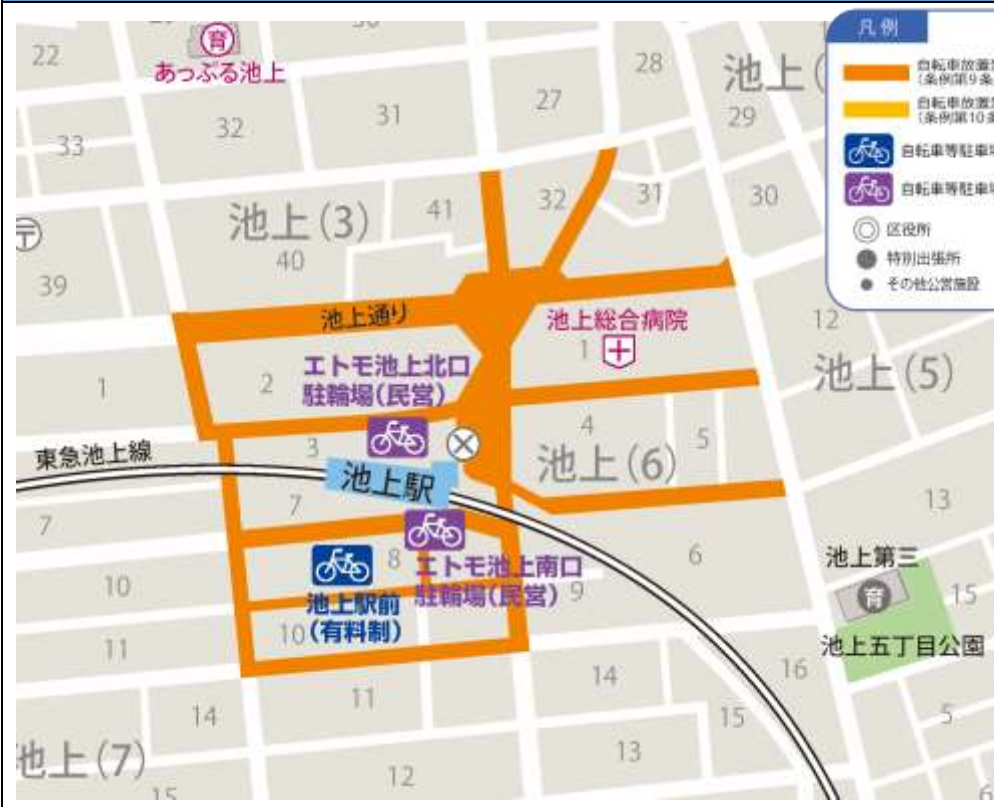 凡例
自転車放置
(条例第9条
自転車放置
(条例第10条
自転車等駐車場
自転車等駐車場
区役所
特別出張所
その他公営施設
22
育
あっぷる池上
30
28
池上(
27
29
33
32
31
32
31
30
41
池上(3)
40
39
〒
池上通り
池上総合病院
12
1
2
1
エトモ池上北口
駐輪場(民営)
池上(5)
4
5
3
東急池上線
池上(6)
池上駅
7
7
13
6
8
エトモ池上南口
駐輪場(民営)
9
10
池上駅前
(有料制)
10
11
池上第三
育
15
池上五丁目公園
16
14
11
14
15
5
13
池上(7)
12
15
6